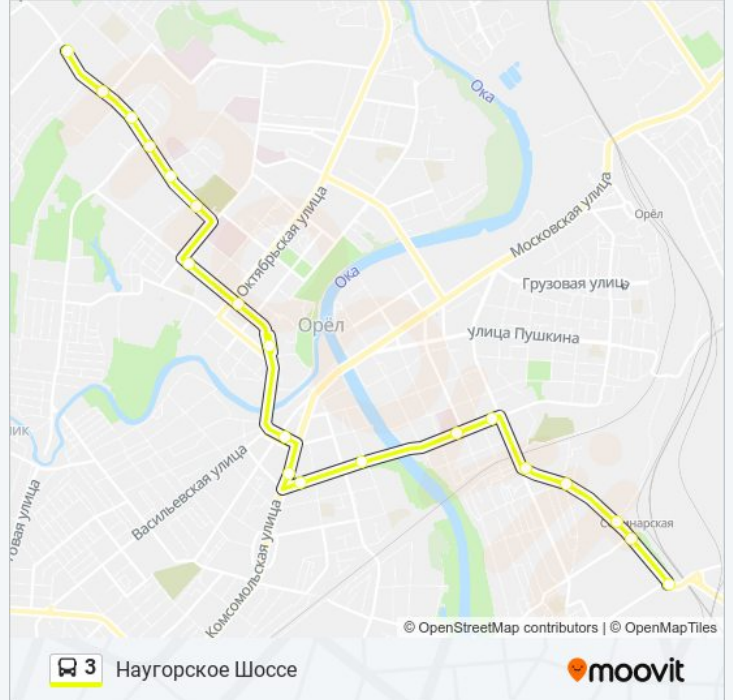 Ока
Орёл
Московская улица
Октябрьская улица
Ока
Грузовая улица
Орёл
улица Пушкина
Васильевская улица
Комсомольская улица
© OpenStreetMap contributors | © OpenMapTiles
3 Наугорское Шоссе
moovit